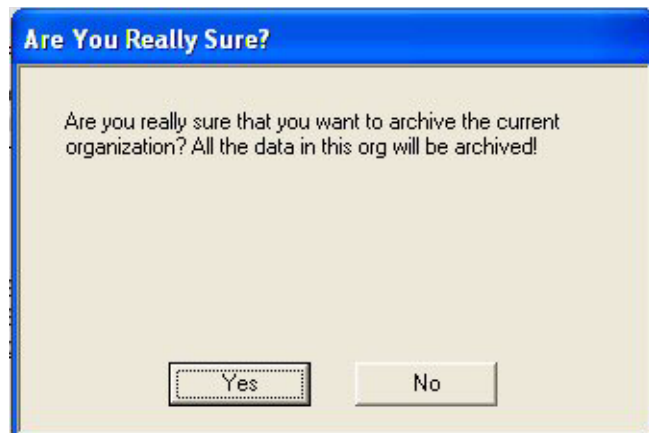 Are You Really Sure?
Are you really sure that you want to archive the current
organization? All the data in this org will be archived!
Yes
No